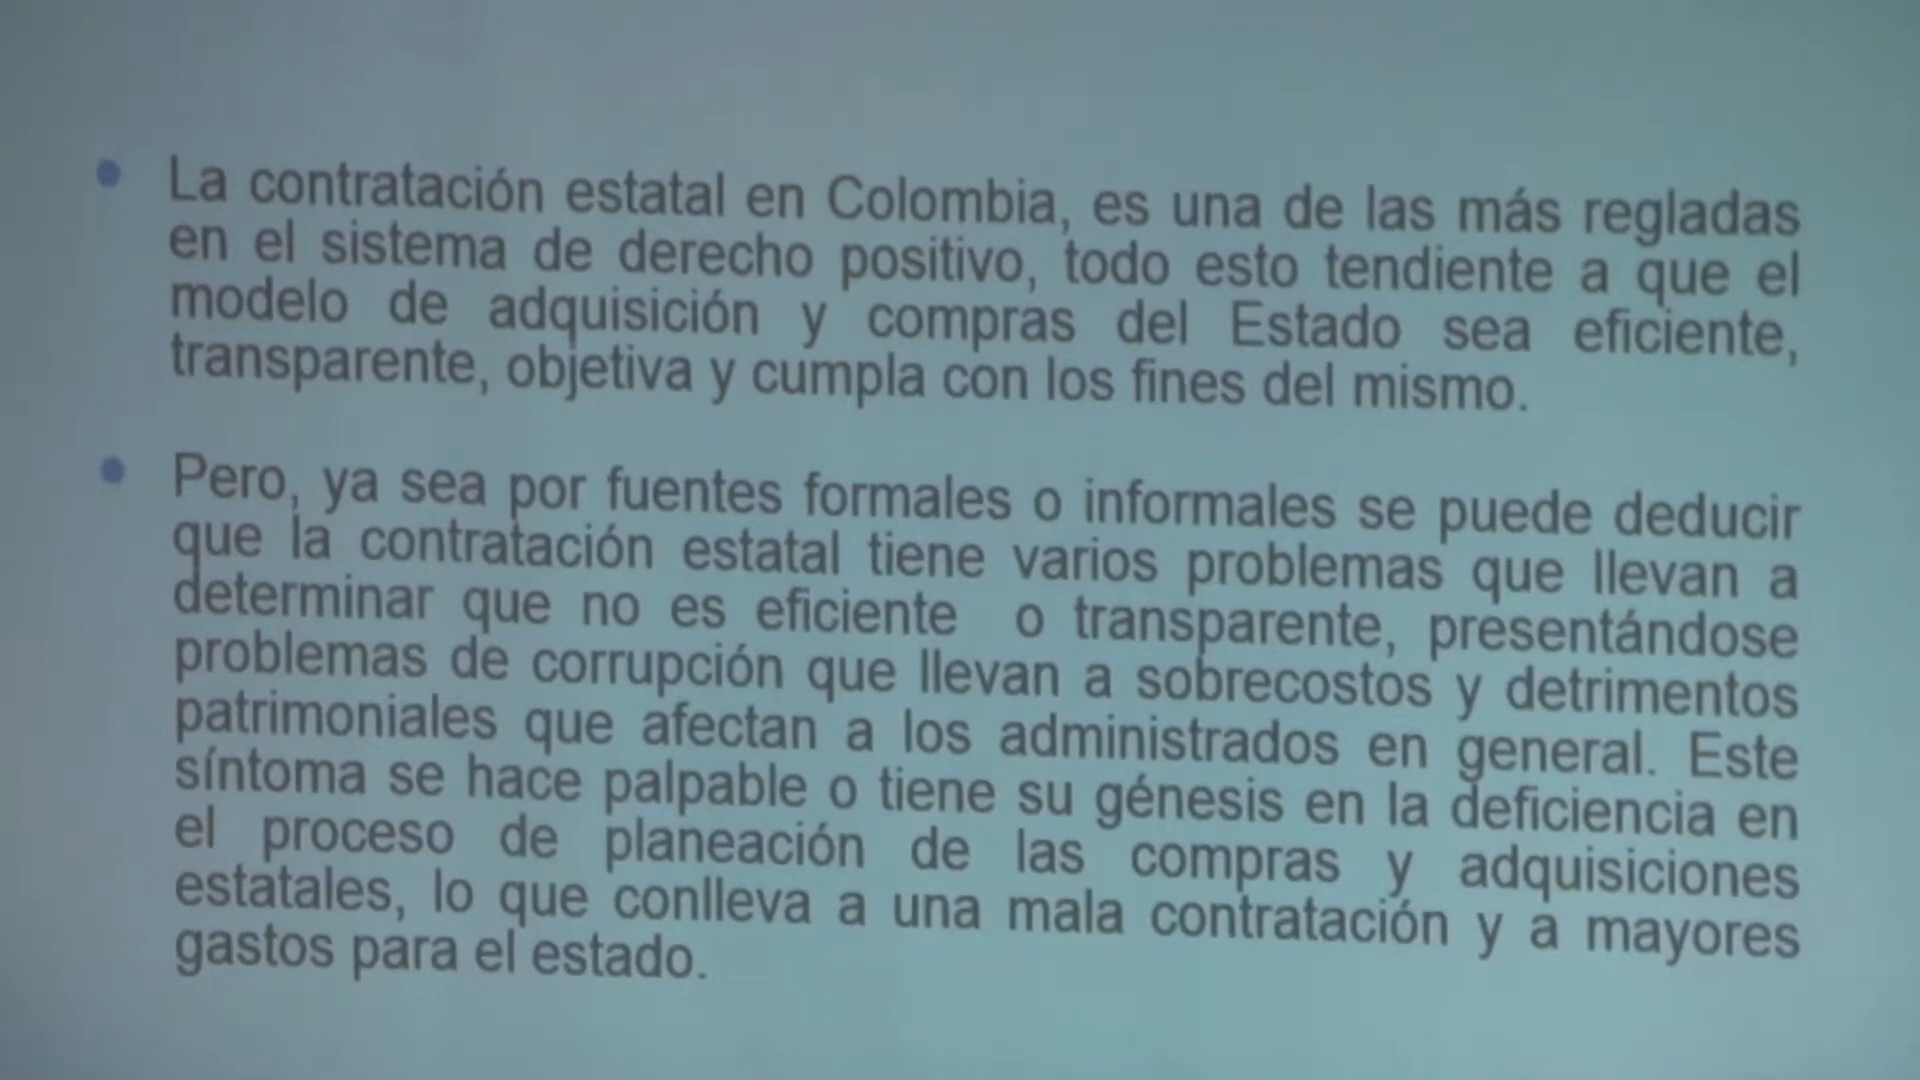 La contratación estatal en Colombia, es una de las más regladas
en el sistema de derecho positivo, todo esto tendiente a que el
modelo de adquisición y compras del Estado sea eficiente,
transparente, objetiva y cumpla con los fines del mismo.
Pero, ya sea por fuentes formales o informales se puede deducir
que la contratación estatal tiene varios problemas que llevan a
determinar que no es eficiente o transparente, presentándose
problemas de corrupción que llevan a sobrecostos y detrimentos
patrimoniales que afectan a los administrados en general. Este
síntoma se hace palpable o tiene su génesis en la deficiencia en
el proceso de planeación de las compras y adquisiciones
estatales, lo que conlleva a una mala contratación y a mayores
gastos para el estado.